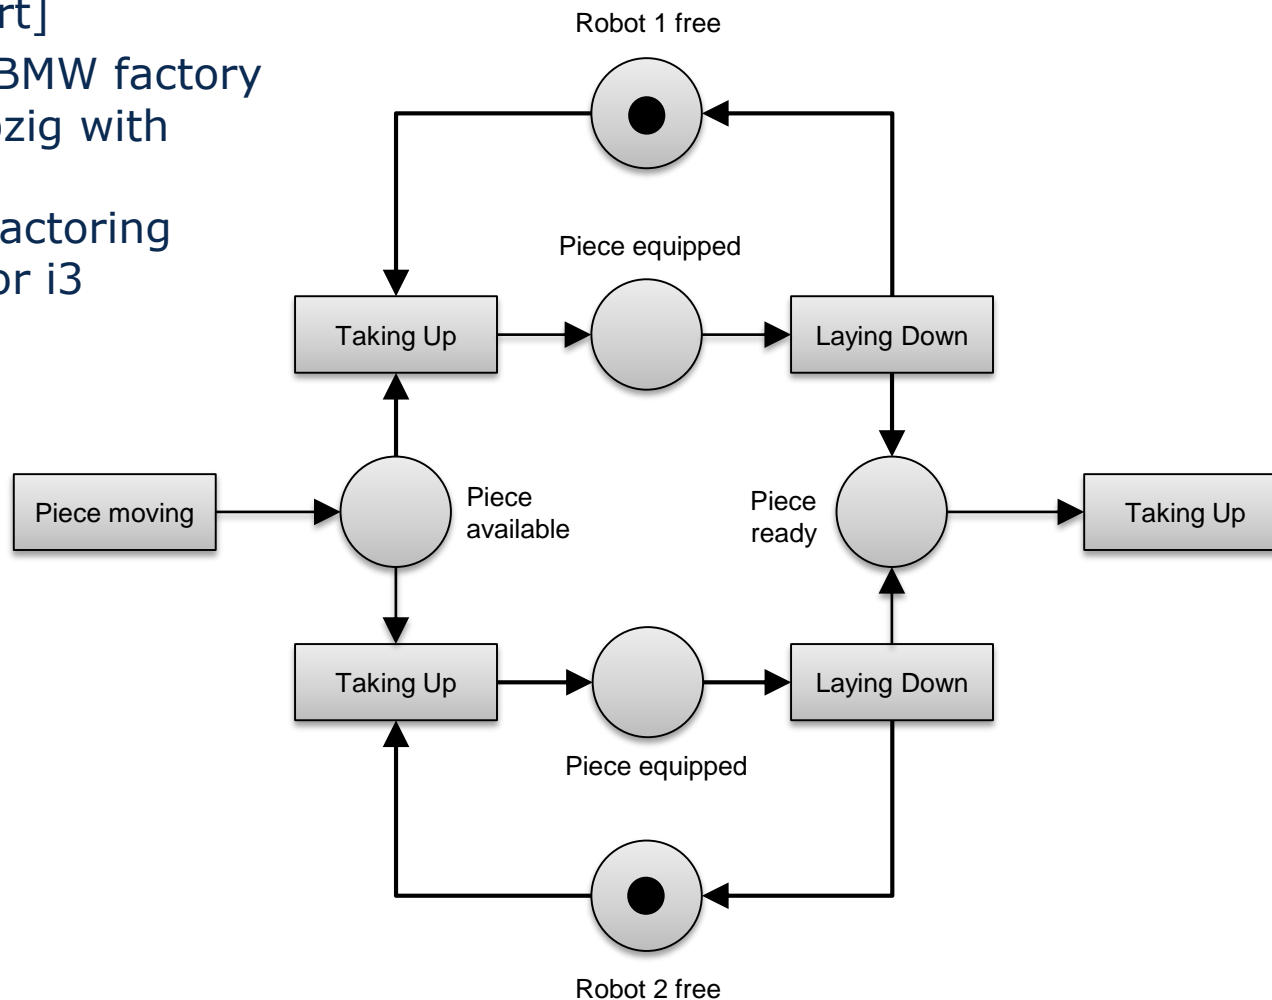 rt]
BMW factory
zig with
actoring
or i3
Robot 1 free
Piece equipped
Taking Up
Laying Down
Piece moving
Piece
available
Piece
ready
Taking Up
Taking Up
Laying Down
Piece equipped
Robot 2 free